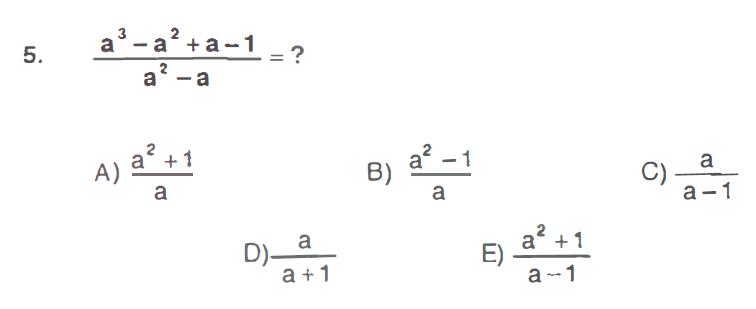 5. (a³ – a² + a – 1) / (a² – a) = ?
A) (a² + 1) / a B) (a² – 1) / a C) a / (a – 1)
D) a / (a + 1) E) (a² + 1) / (a – 1)